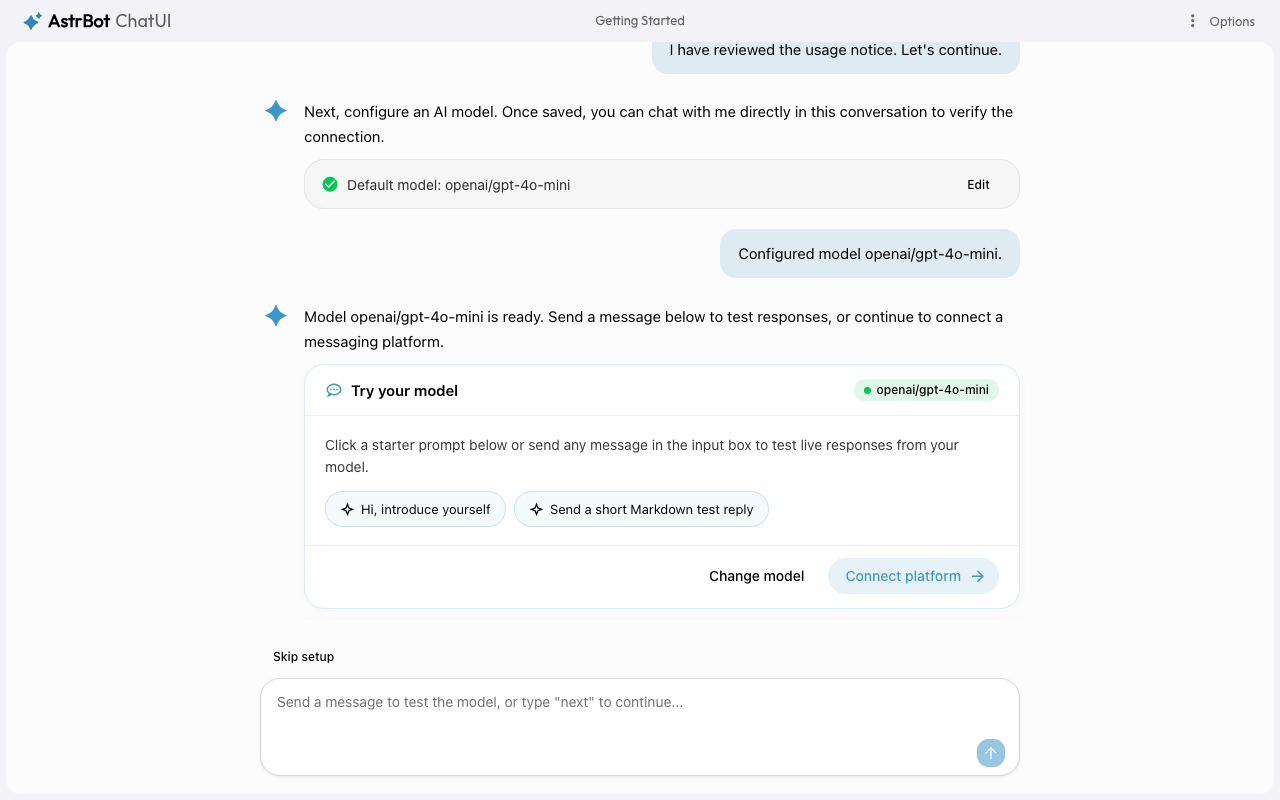 AstrBot ChatUI
Getting Started
Options
I have reviewed the usage notice. Let's continue.
Next, configure an AI model. Once saved, you can chat with me directly in this conversation to verify the
connection.
Default model: openai/gpt-4o-mini
Edit
Configured model openai/gpt-4o-mini.
Model openai/gpt-4o-mini is ready. Send a message below to test responses, or continue to connect a
messaging platform.
Try your model
openai/gpt-4o-mini
Click a starter prompt below or send any message in the input box to test live responses from your
model.
Hi, introduce yourself
Send a short Markdown test reply
Change model
Connect platform
Skip setup
Send a message to test the model, or type "next" to continue...